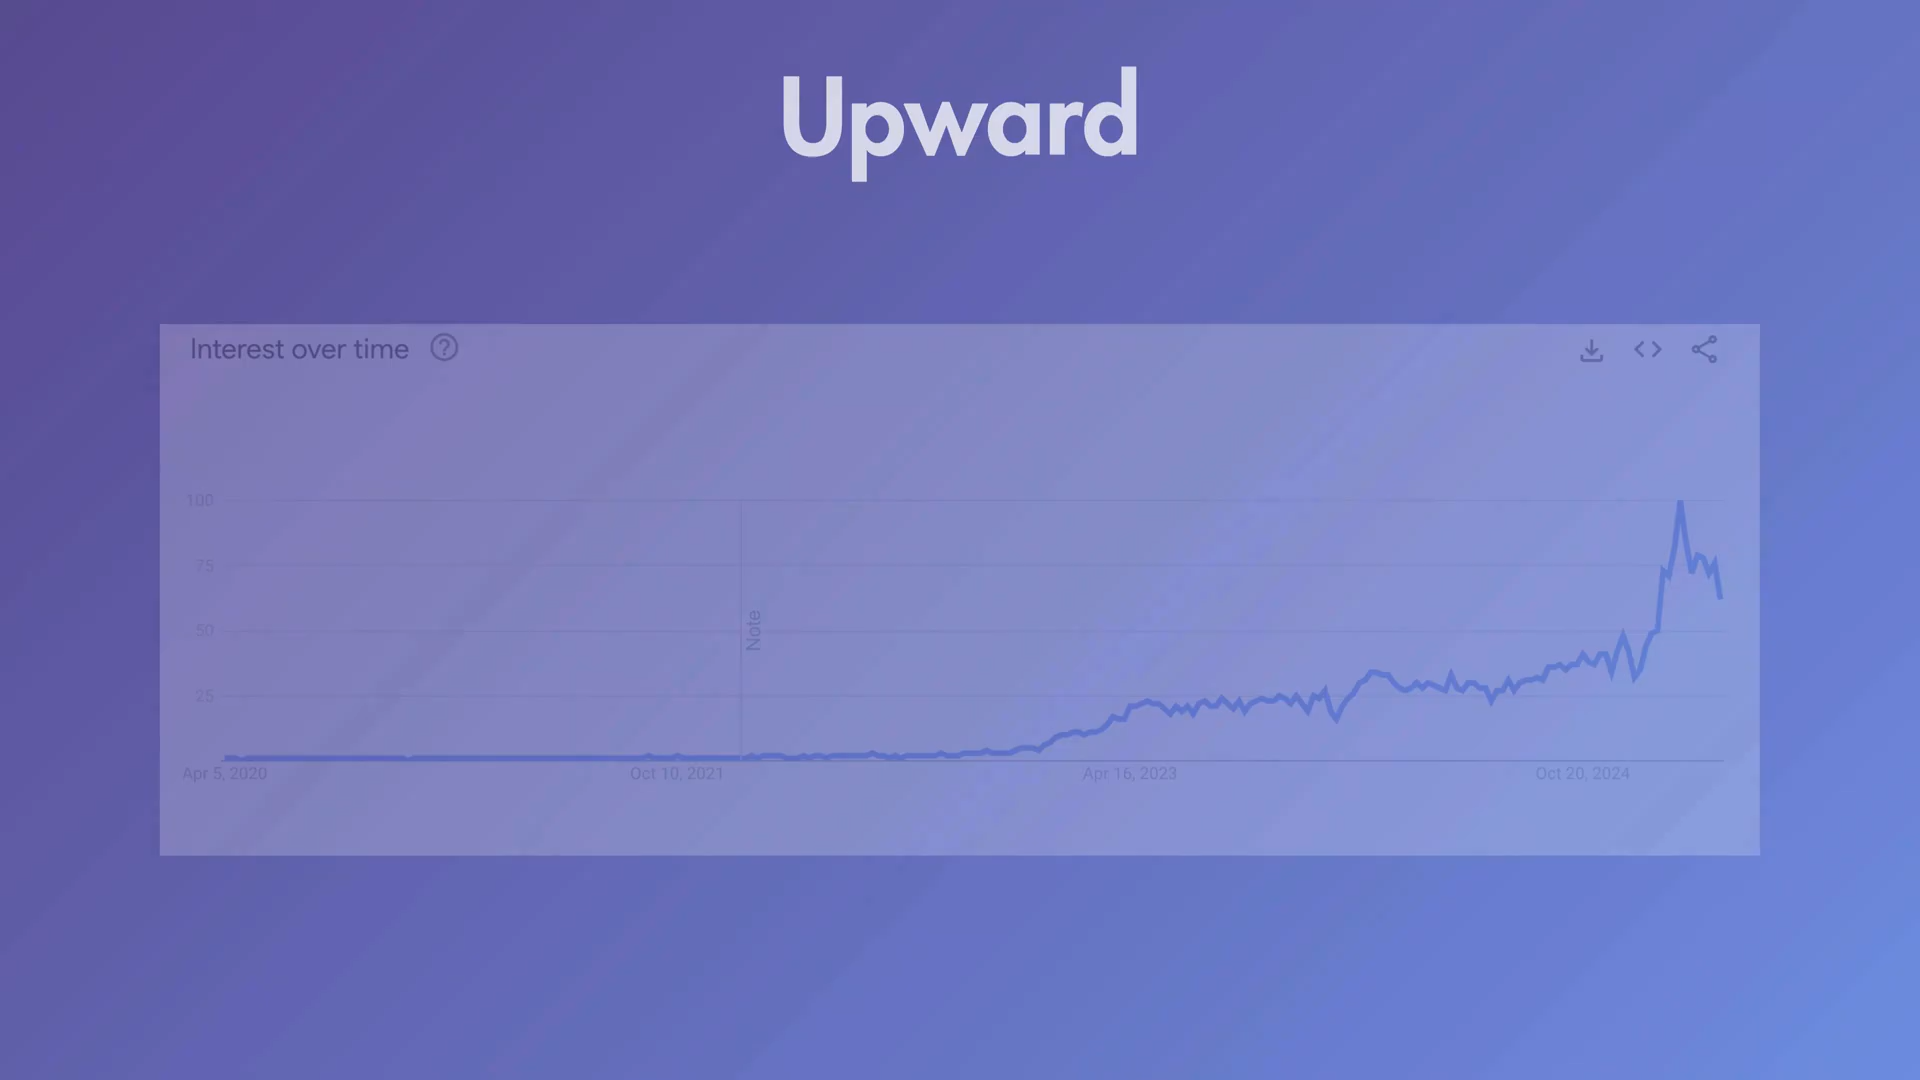 Upward
Interest over time
100
75
50
25
Note
Apr 5, 2020
Oct 10, 2021
Apr 16, 2023
Oct 20, 2024